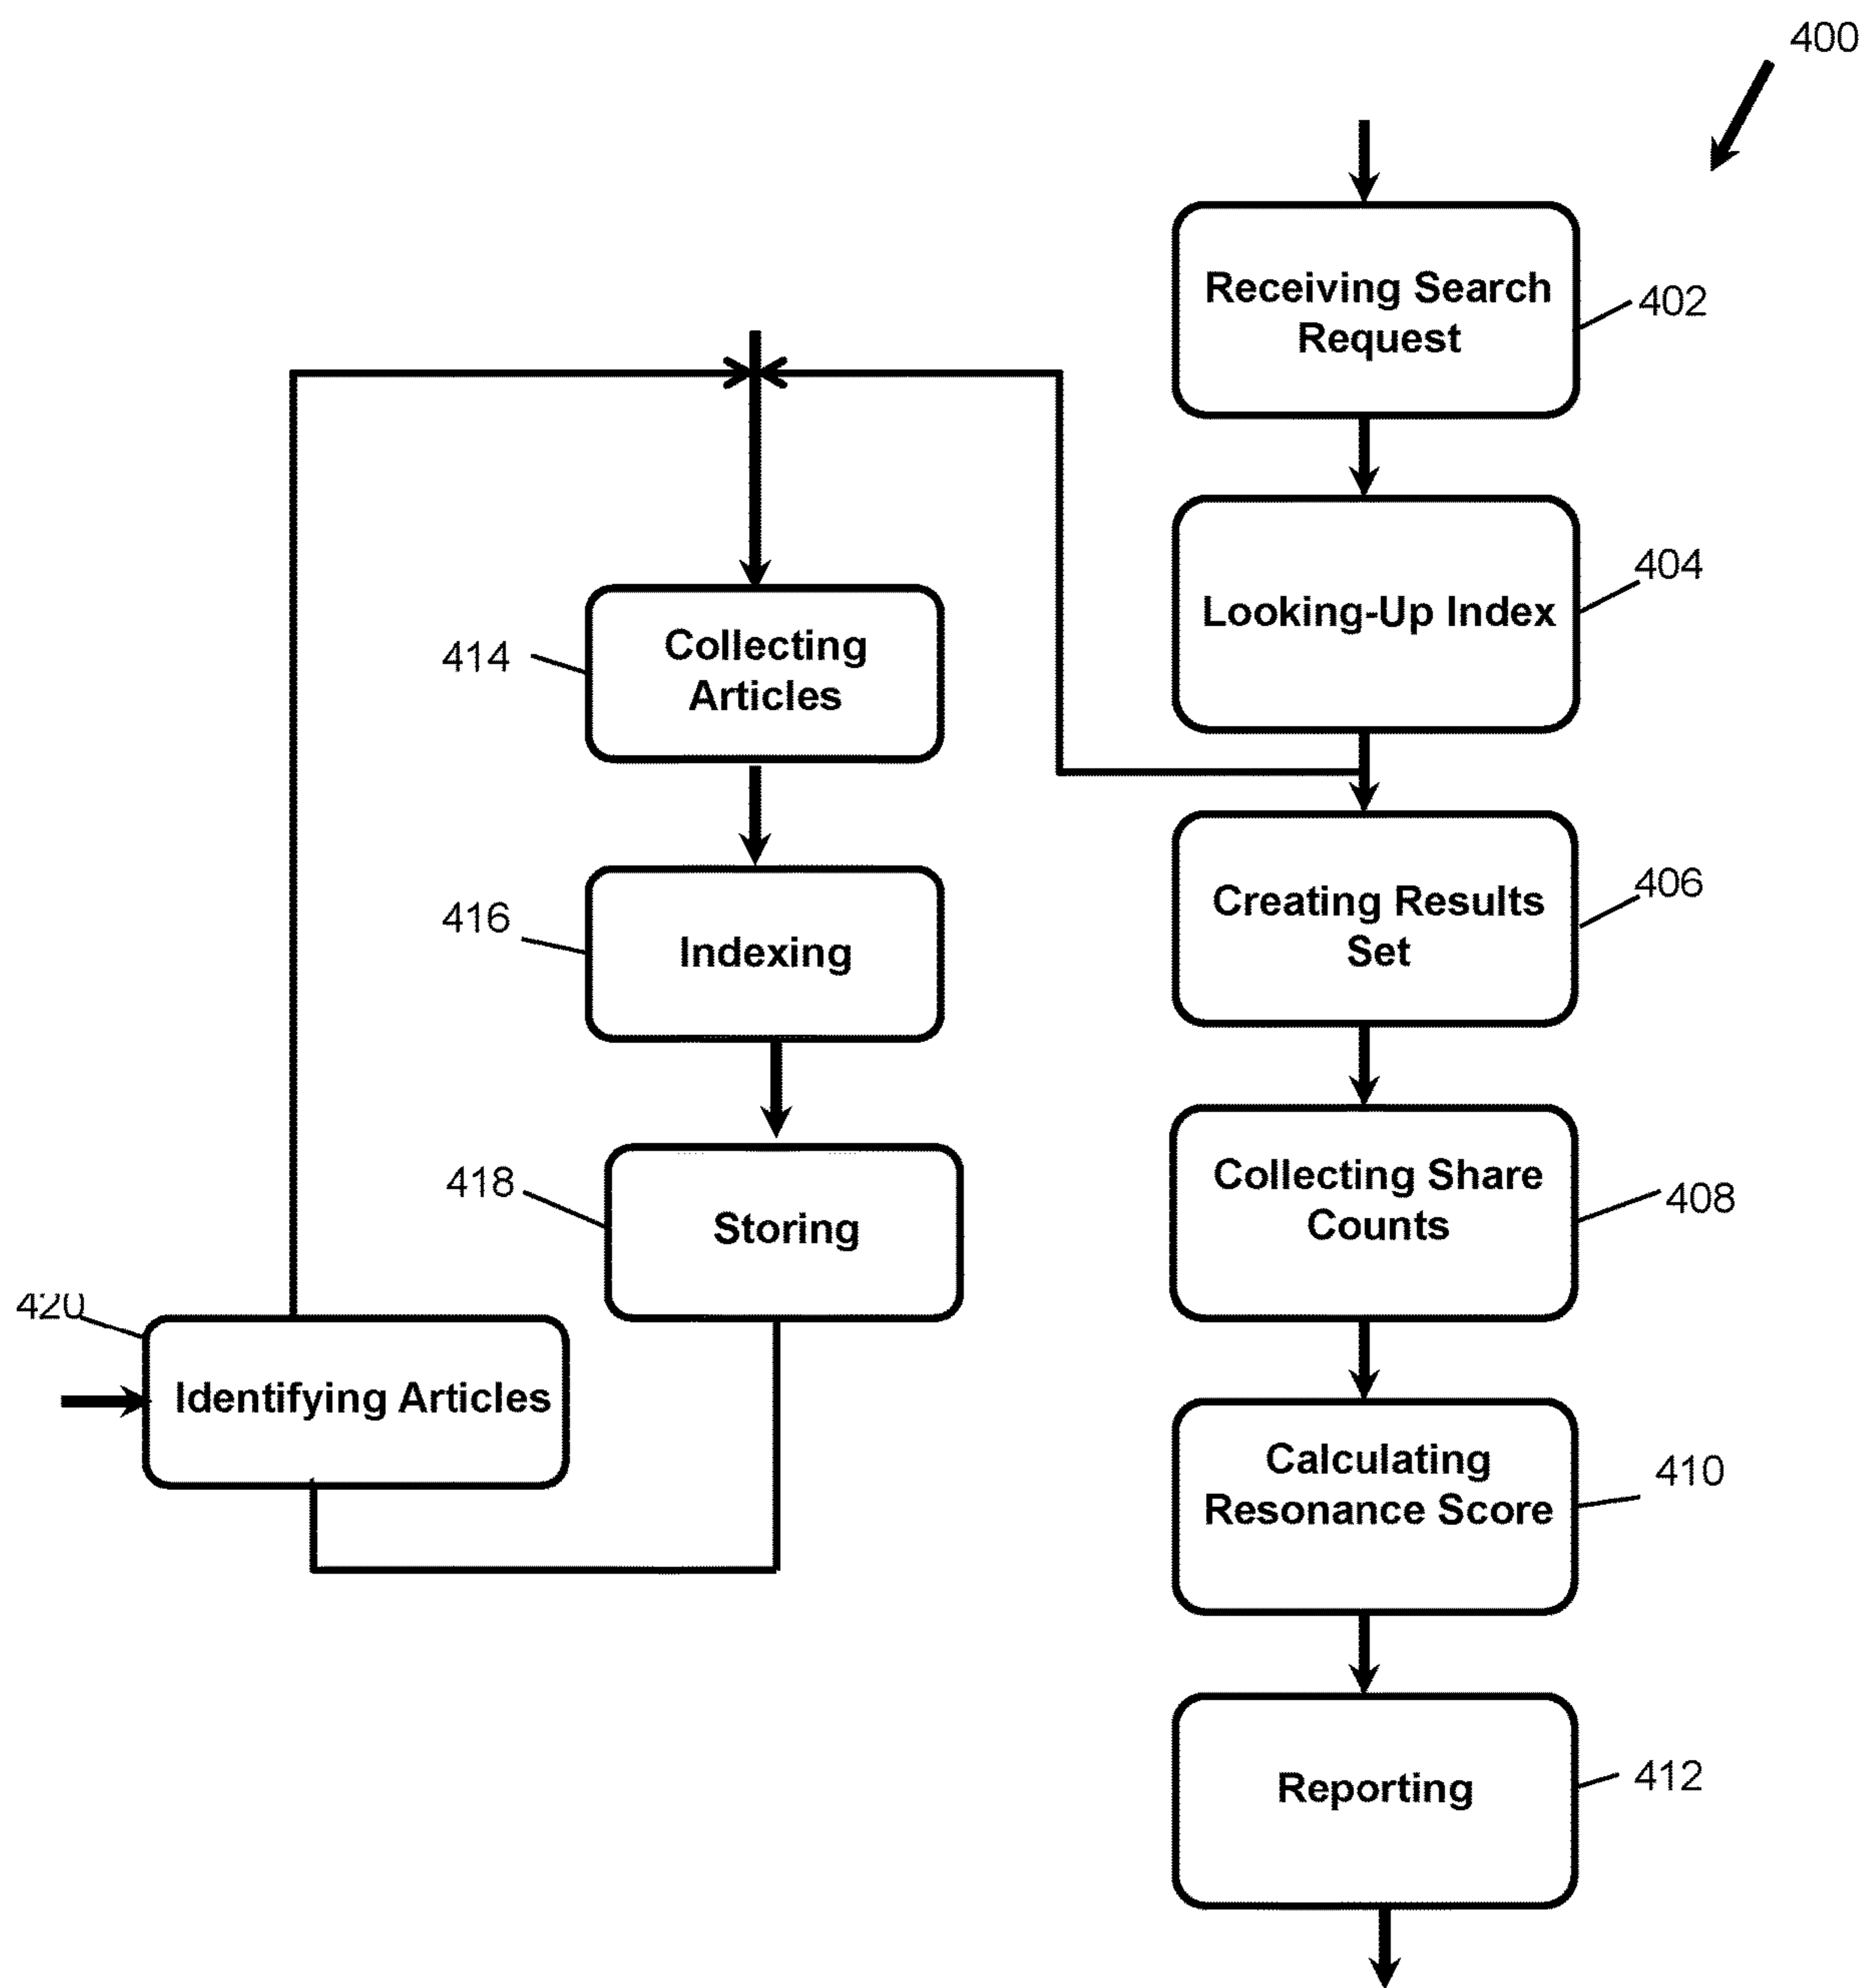 400
Receiving Search
Request
402
Looking-Up Index
404
Collecting
Articles
414
Creating Results
Set
406
Indexing
416
Collecting Share
Counts
408
Storing
418
420
Identifying Articles
Calculating
Resonance Score
410
Reporting
412